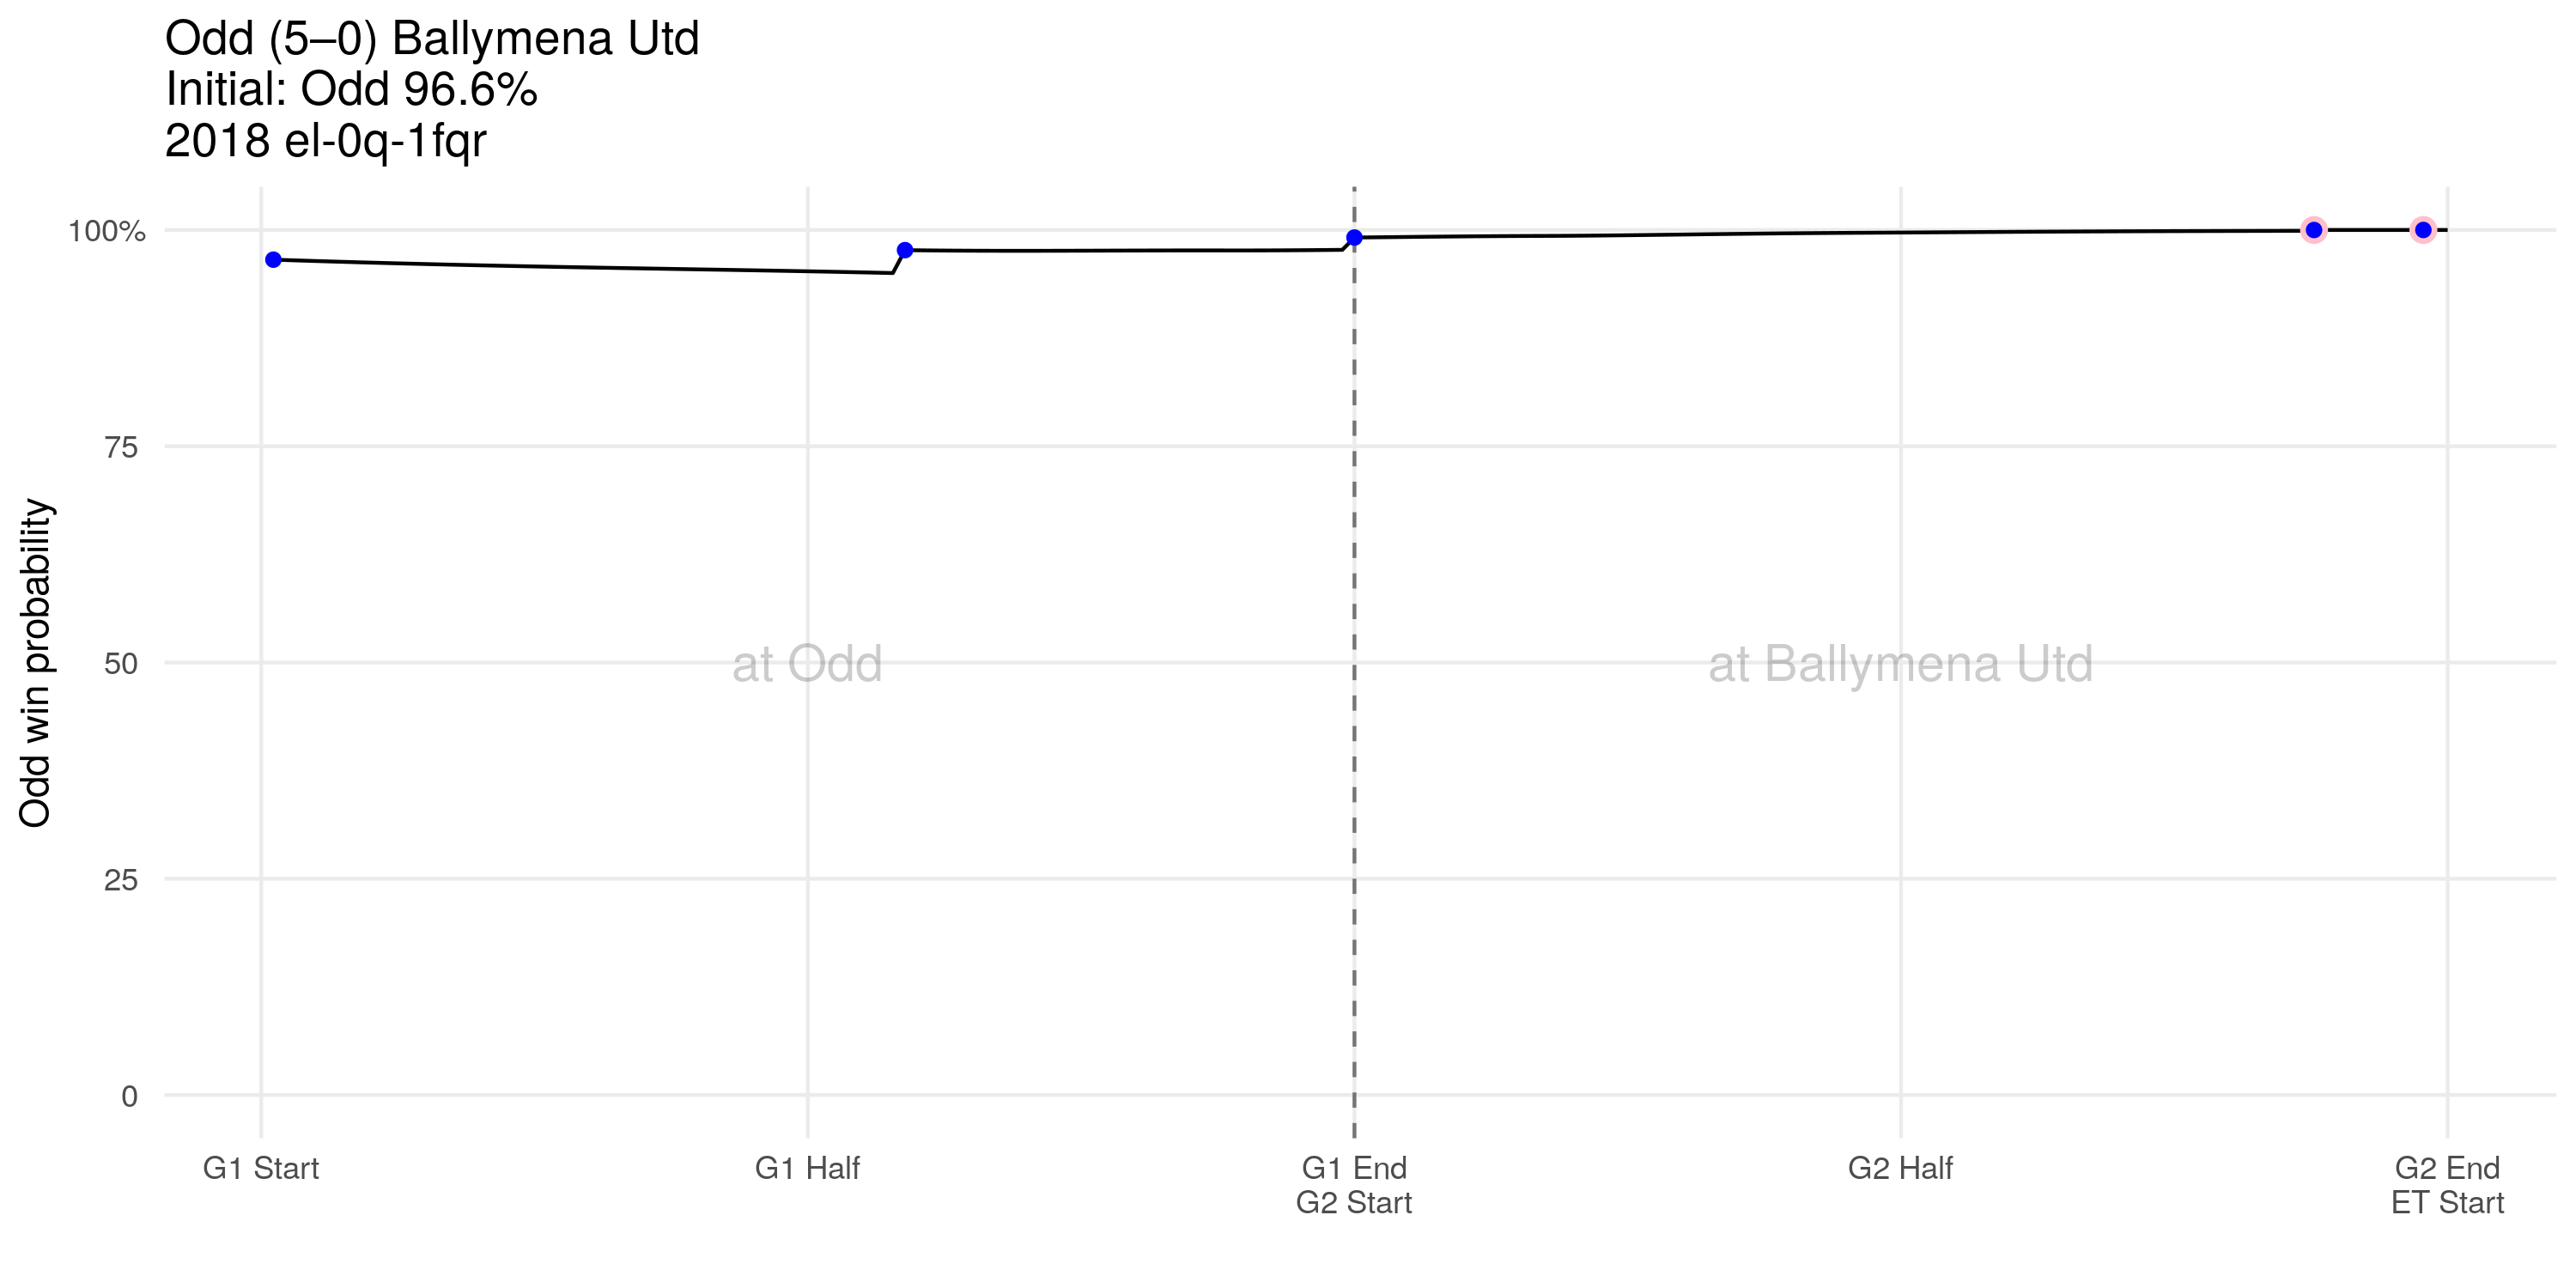 Odd (5–0) Ballymena Utd
Initial: Odd 96.6%
2018 el-0q-1fqr
Odd win probability
100%
75
50
25
0
at Odd
at Ballymena Utd
G1 Start
G1 Half
G1 End
G2 Start
G2 Half
G2 End
ET Start